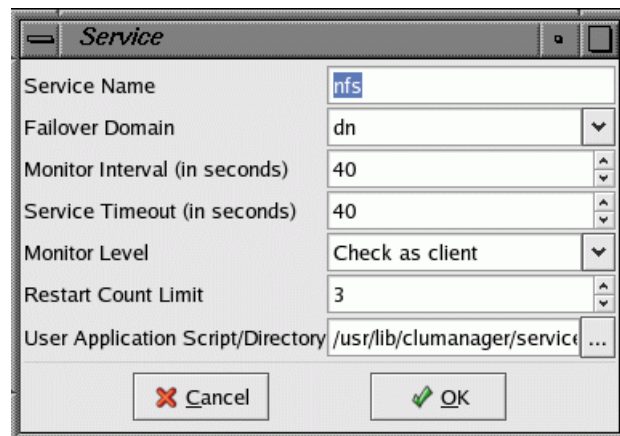 Service
Service Name nfs
Failover Domain dn
Monitor Interval (in seconds) 40
Service Timeout (in seconds) 40
Monitor Level Check as client
Restart Count Limit 3
User Application Script/Directory /usr/lib/clumanager/service ...
Cancel OK